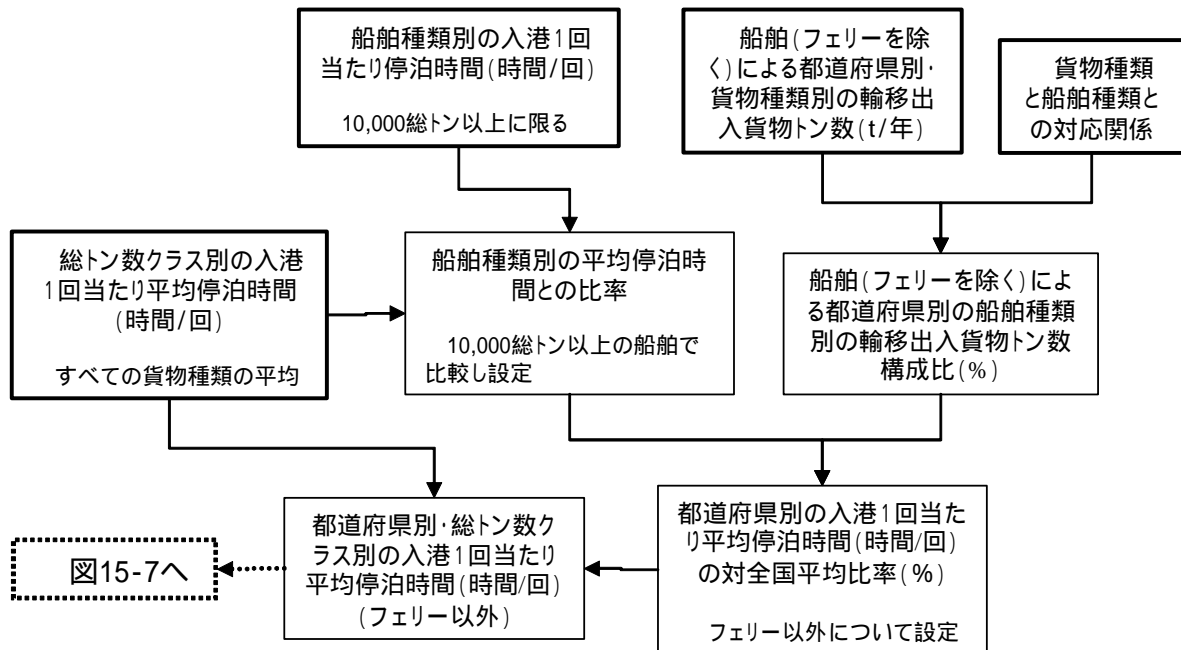 船舶種類別の入港1回
当たり停泊時間(時間/回)
10,000総トン以上に限る
船舶(フェリーを除
く)による都道府県別・
貨物種類別の輸移出
入貨物トン数(t/年)
貨物種類
と船舶種類と
の対応関係
総トン数クラス別の入港
1回当たり平均停泊時間
(時間/回)
すべての貨物種類の平均
船舶種類別の平均停泊時
間との比率
10,000総トン以上の船舶で
比較し設定
船舶(フェリーを除く)によ
る都道府県別の船舶種類
別の輸移出入貨物トン数
構成比(%)
図15-7へ
都道府県別・総トン数ク
ラス別の入港1回当たり
平均停泊時間(時間/回)
(フェリー以外)
都道府県別の入港1回当た
り平均停泊時間(時間/回)
の対全国平均比率(%)
フェリー以外について設定